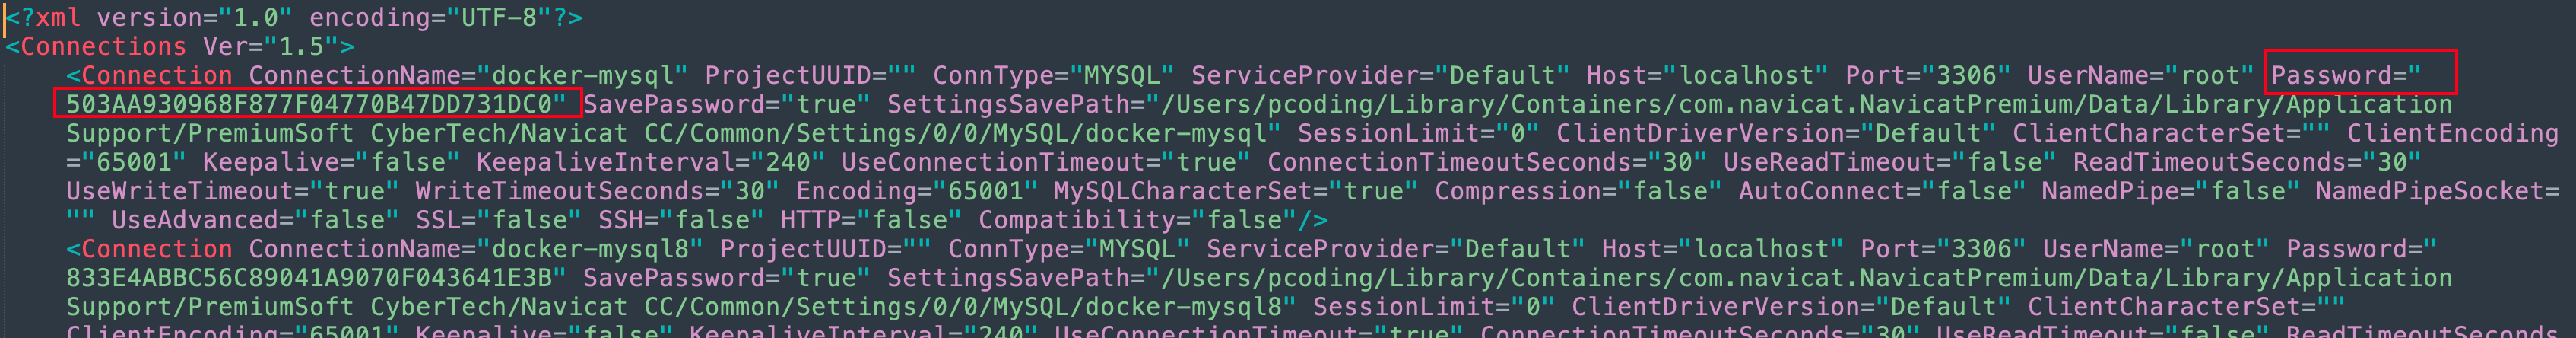 <?xml version="1.0" encoding="UTF-8"?>
<Connections Ver="1.5">
<Connection ConnectionName="docker-mysql" ProjectUUID="" ConnType="MYSQL" ServiceProvider="Default" Host="localhost" Port="3306" UserName="root" Password="
503AA930968F877F04770B47DD731DC0" SavePassword="true" SettingsSavePath="/Users/pcoding/Library/Containers/com.navicat.NavicatPremium/Data/Library/Application
Support/PremiumSoft CyberTech/Navicat CC/Common/Settings/0/0/MySQL/docker-mysql" SessionLimit="0" ClientDriverVersion="Default" ClientCharacterSet="" ClientEncoding
="65001" Keepalive="false" KeepaliveInterval="240" UseConnectionTimeout="true" ConnectionTimeoutSeconds="30" UseReadTimeout="false" ReadTimeoutSeconds="30"
UseWriteTimeout="true" WriteTimeoutSeconds="30" Encoding="65001" MySQLCharacterSet="true" Compression="false" AutoConnect="false" NamedPipe="false" NamedPipeSocket=
"" UseAdvanced="false" SSL="false" SSH="false" HTTP="false" Compatibility="false"/>
<Connection ConnectionName="docker-mysql8" ProjectUUID="" ConnType="MYSQL" ServiceProvider="Default" Host="localhost" Port="3306" UserName="root" Password="
833E4ABBC56C89041A9070F043641E3B" SavePassword="true" SettingsSavePath="/Users/pcoding/Library/Containers/com.navicat.NavicatPremium/Data/Library/Application
Support/PremiumSoft CyberTech/Navicat CC/Common/Settings/0/0/MySQL/docker-mysql8" SessionLimit="0" ClientDriverVersion="Default" ClientCharacterSet=""
ClientEncoding="65001" Keepalive="false" KeepaliveInterval="240" UseConnectionTimeout="true" ConnectionTimeoutSeconds="30" UseReadTimeout="false" ReadTimeoutSeconds